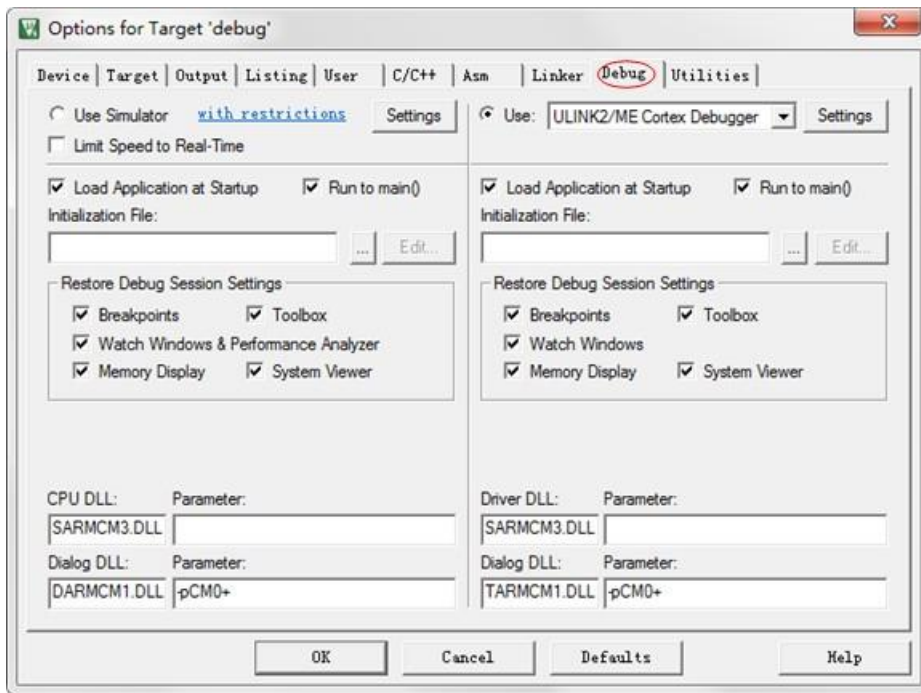 Options for Target 'debug'
Device Target Output Listing User C/C++ Asm Linker Debug Utilities
Use Simulator with restrictions Settings
Limit Speed to Real-Time
Load Application at Startup Run to main()
Initialization File:
... Edit...
Restore Debug Session Settings
Breakpoints Toolbox
Watch Windows & Performance Analyzer
Memory Display System Viewer
CPU DLL: Parameter:
SARMCM3.DLL
Dialog DLL: Parameter:
DARMCM1.DLL -pCM0+
Use: ULINK2/ME Cortex Debugger Settings
Load Application at Startup Run to main()
Initialization File:
... Edit...
Restore Debug Session Settings
Breakpoints Toolbox
Watch Windows
Memory Display System Viewer
Driver DLL: Parameter:
SARMCM3.DLL
Dialog DLL: Parameter:
TARMCM1.DLL -pCM0+
OK Cancel Defaults Help